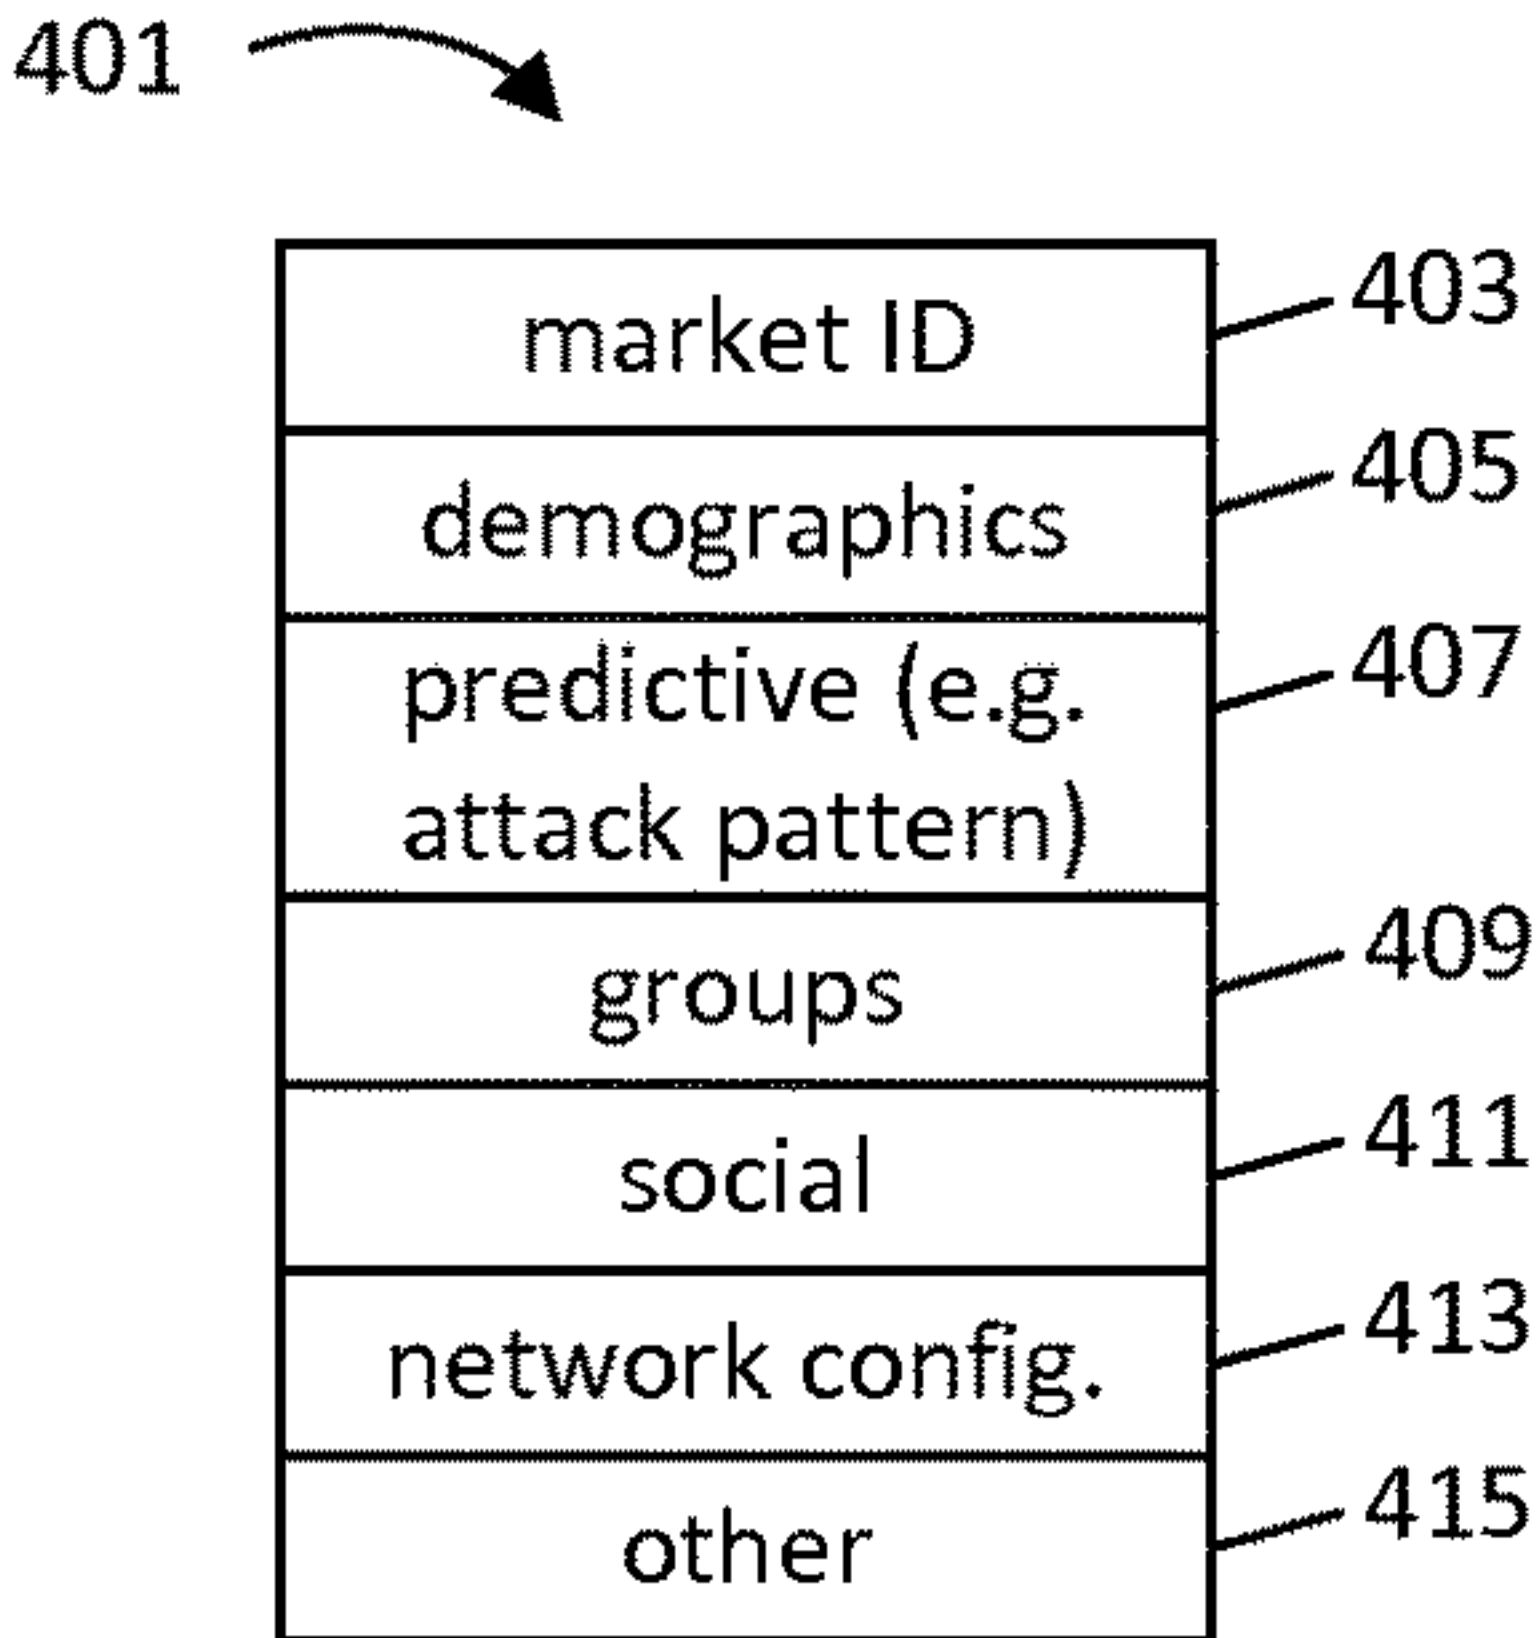 401
market ID
403
demographics
405
predictive (e.g.
attack pattern)
407
groups
409
social
411
network config.
413
other
415